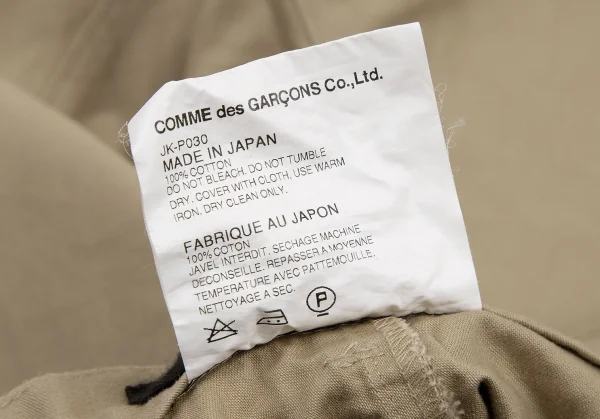 COMME des GARÇONS Co.,Ltd.
JK-P030
MADE IN JAPAN
100% COTTON
DO NOT BLEACH. DO NOT TUMBLE
DRY. COVER WITH CLOTH. USE WARM
IRON. DRY CLEAN ONLY.
FABRIQUE AU JAPON
100% COTON
JAVEL INTERDIT. SECHAGE MACHINE
DECONSEILLE. REPASSER A MOYENNE
TEMPERATURE AVEC PATTEMOUILLE.
NETTOYAGE A SEC.
P